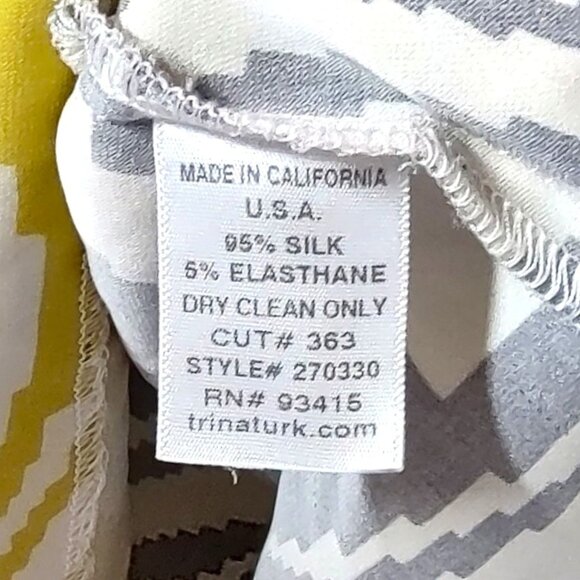 MADE IN CALIFORNIA
U.S.A.
95% SILK
5% ELASTHANE
DRY CLEAN ONLY
CUT# 363
STYLE# 270330
RN# 93415
trinaturk.com